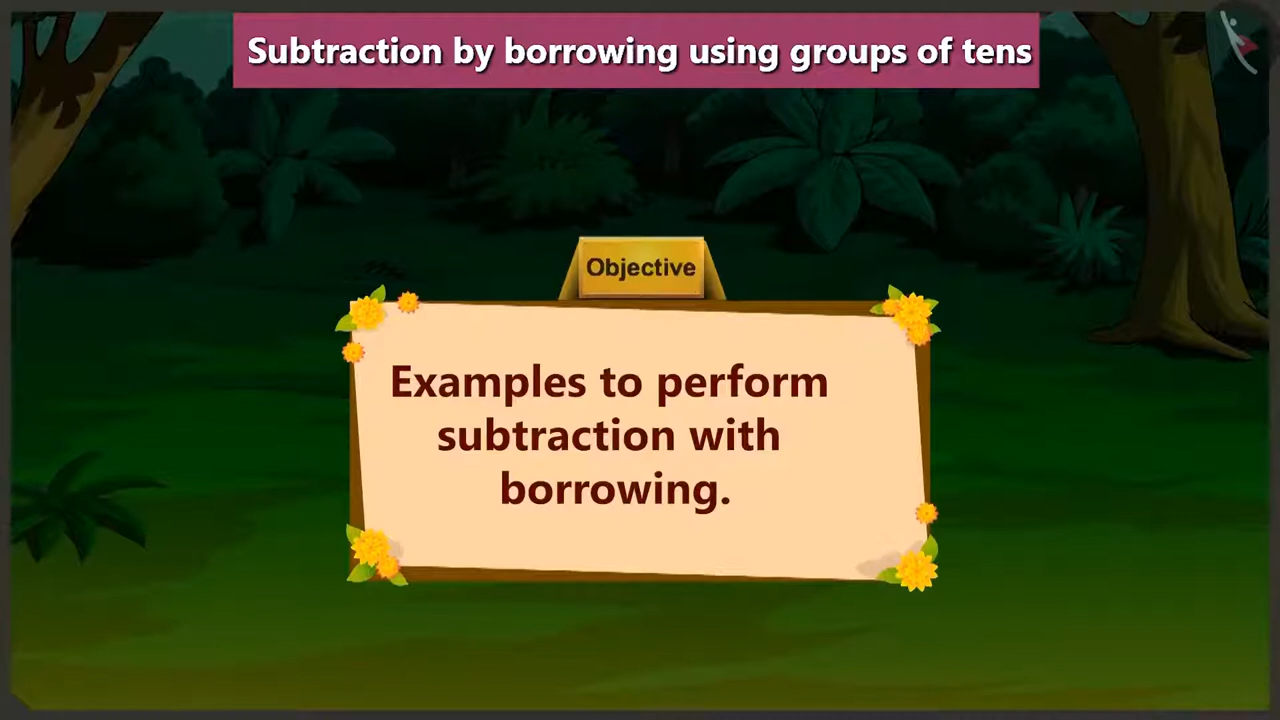 Subtraction by borrowing using groups of tens
Objective
Examples to perform
subtraction with
borrowing.